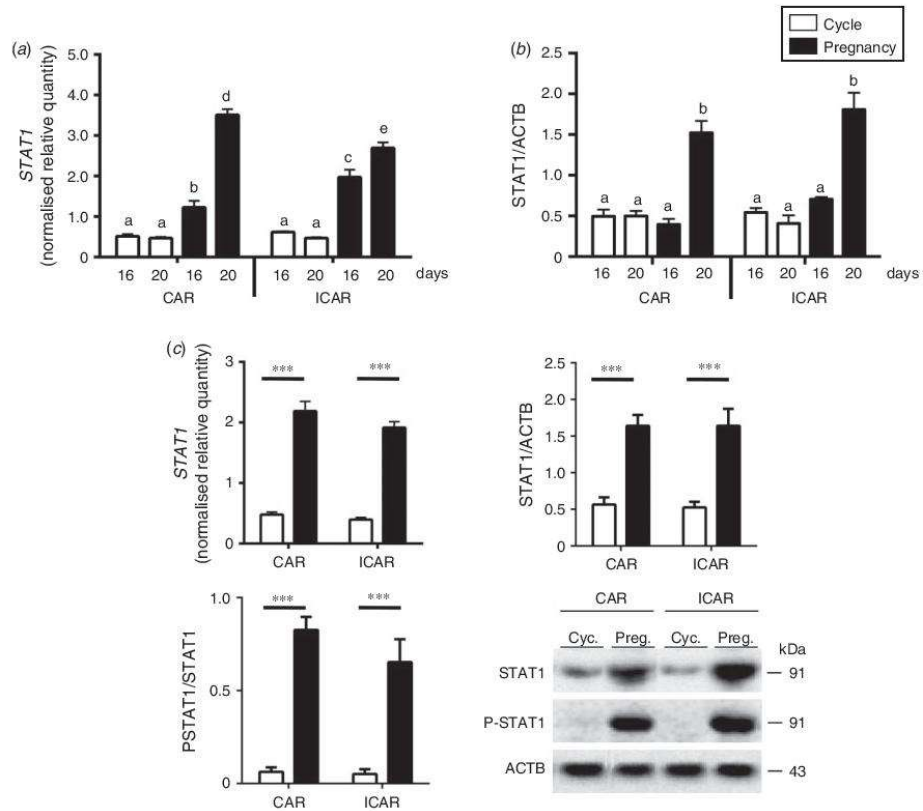 Cycle
Pregnancy
(a)
STAT1
(normalised relative quantity)
5.0
4.0
3.0
2.0
1.0
0
a
a
b
d
a
a
c
e
16 20 16 20 16 20 16 20 days
CAR ICAR
(b)
STAT1/ACTB
2.5
2.0
1.5
1.0
0.5
0
a
a
a
b
a
a
a
b
16 20 16 20 16 20 16 20 days
CAR ICAR
(c)
STAT1
(normalised relative quantity)
3
2
1
0
*** ***
CAR ICAR
STAT1/ACTB
2.5
2.0
1.5
1.0
0.5
0
*** ***
CAR ICAR
PSTAT1/STAT1
1.0
0.5
0
*** ***
CAR ICAR
CAR ICAR
Cyc. Preg. Cyc. Preg. kDa
STAT1 91
P-STAT1 91
ACTB 43